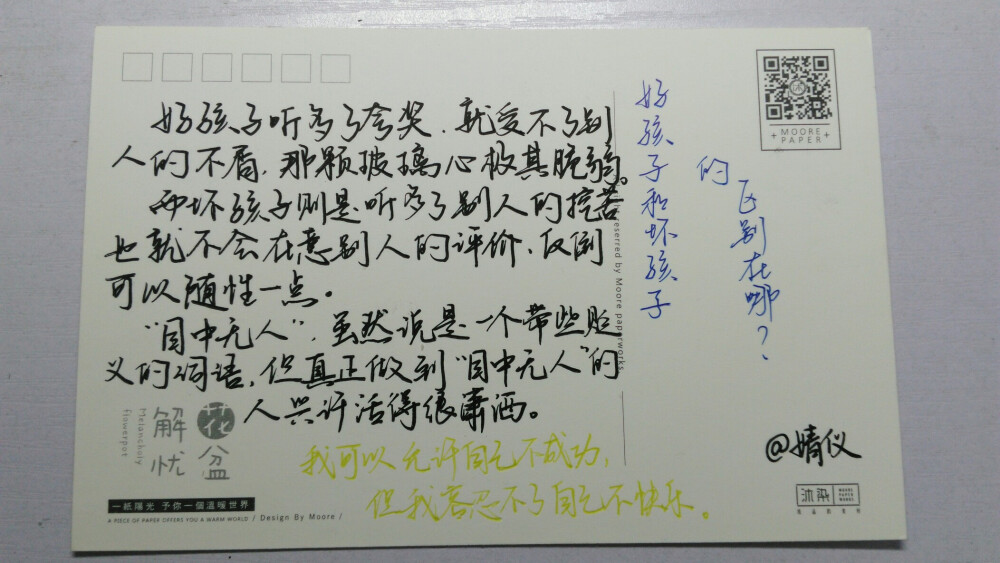 好孩子听多了夸奖，就受不了别
人的不屑，那颗玻璃心极其脆弱。
而坏孩子则是听多了别人的挖苦
也就不会在意别人的评价，反倒
可以随性一点。
“目中无人”，虽然说是一个带些贬
义的词语，但真正做到“目中无人”的
人兴许活得很潇洒。
我可以允许自己不成功，
但我容忍不了自己不快乐。
好孩子和坏孩子
的
区别在哪？
@婧仪
MOORE
PAPER
reserred by Moore paperworks
解忧
花盆
Melancholy
flowerpot
一紙陽光 予你一個溫暖世界
A PIECE OF PAPER OFFERS YOU A WARM WORLD / Design By Moore /
MOORE
PAPER
WORKS